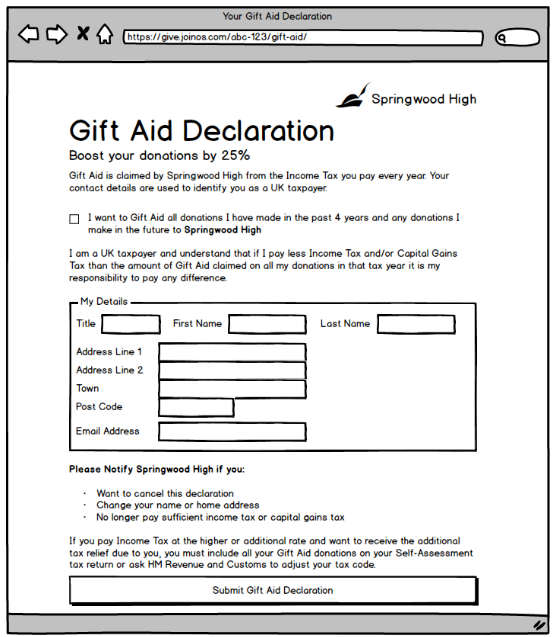 Your Gift Aid Declaration
https://give.joinos.com/abc-123/gift-aid/
Springwood High
Gift Aid Declaration
Boost your donations by 25%
Gift Aid is claimed by Springwood High from the Income Tax you pay every year. Your
contact details are used to identify you as a UK taxpayer.
I want to Gift Aid all donations I have made in the past 4 years and any donations I
make in the future to Springwood High
I am a UK taxpayer and understand that if I pay less Income Tax and/or Capital Gains
Tax than the amount of Gift Aid claimed on all my donations in that tax year it is my
responsibility to pay any difference.
My Details
Title First Name Last Name
Address Line 1
Address Line 2
Town
Post Code
Email Address
Please Notify Springwood High if you:
· Want to cancel this declaration
· Change your name or home address
· No longer pay sufficient income tax or capital gains tax
If you pay Income Tax at the higher or additional rate and want to receive the additional
tax relief due to you, you must include all your Gift Aid donations on your Self-Assessment
tax return or ask HM Revenue and Customs to adjust your tax code.
Submit Gift Aid Declaration